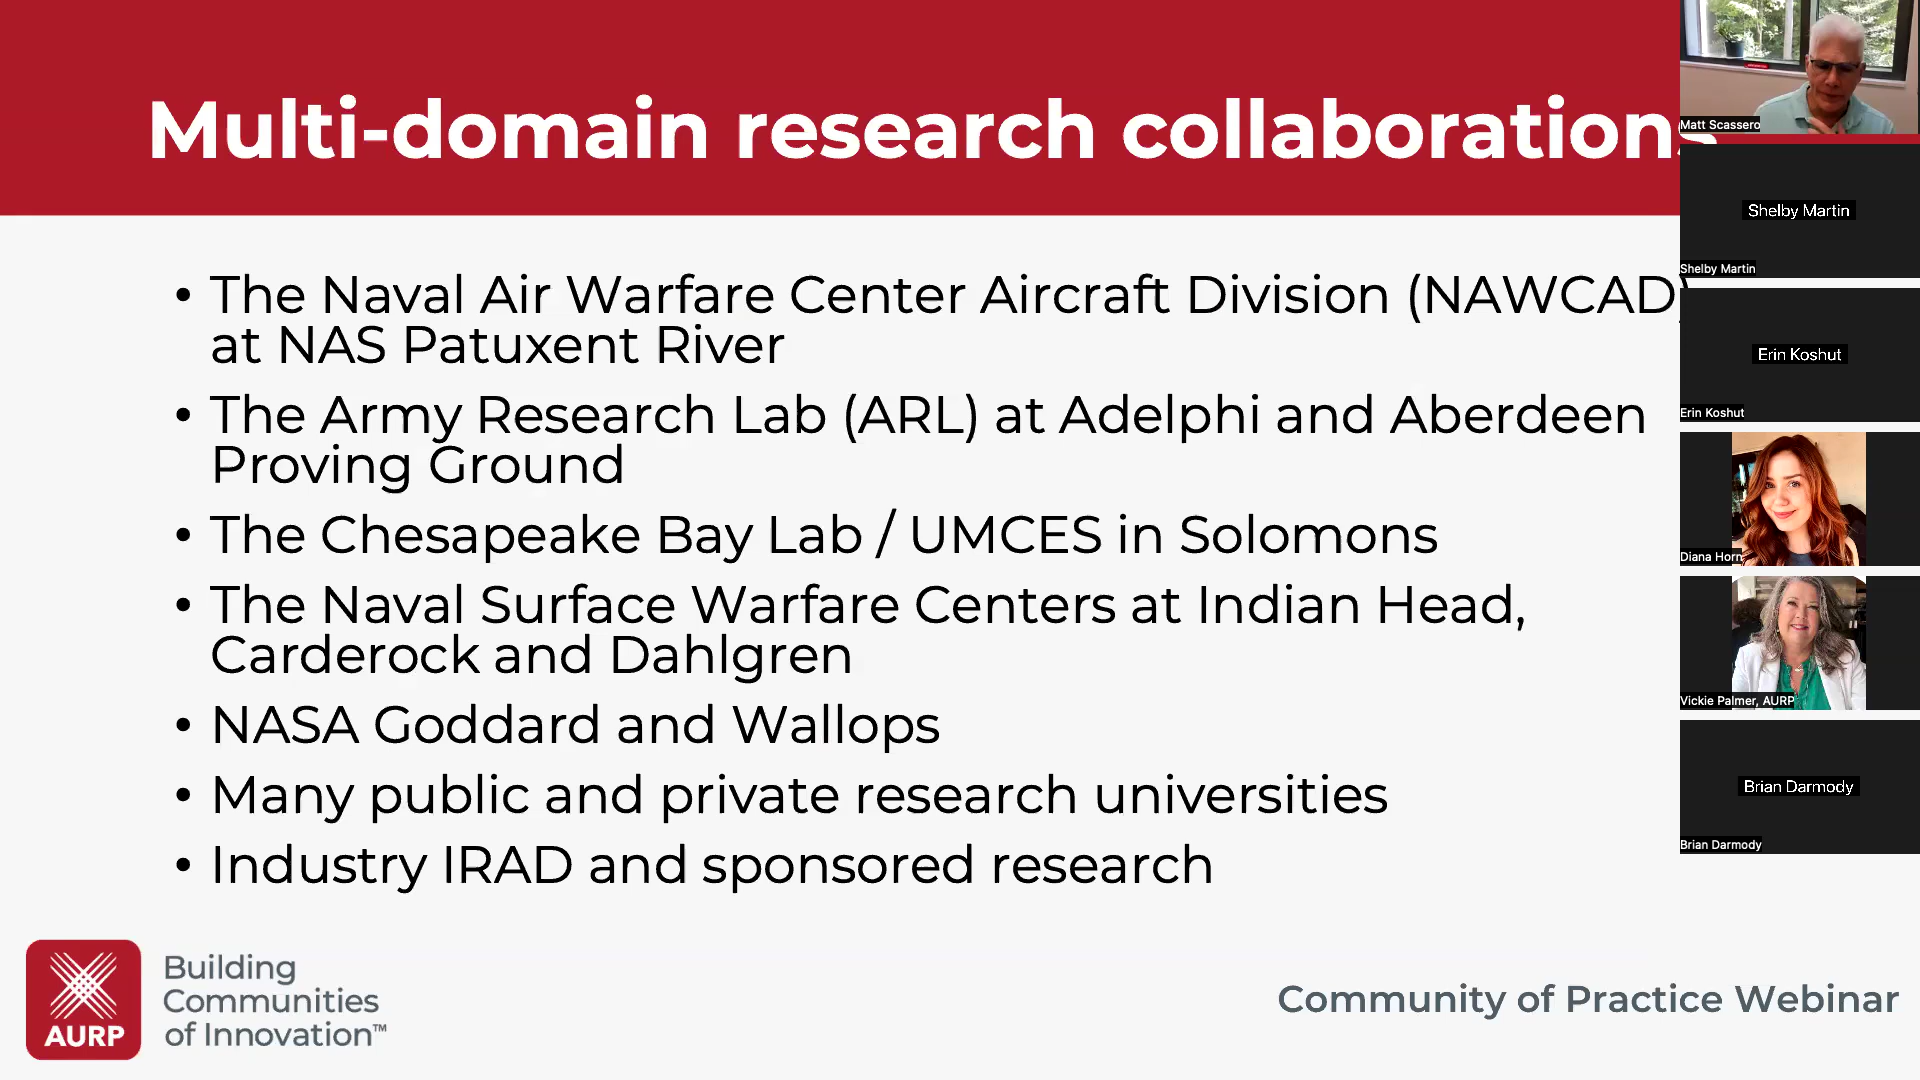 Multi-domain research collaborations
• The Naval Air Warfare Center Aircraft Division (NAWCAD)
at NAS Patuxent River
• The Army Research Lab (ARL) at Adelphi and Aberdeen
Proving Ground
• The Chesapeake Bay Lab / UMCES in Solomons
• The Naval Surface Warfare Centers at Indian Head,
Carderock and Dahlgren
• NASA Goddard and Wallops
• Many public and private research universities
• Industry IRAD and sponsored research
AURP
Building
Communities
of Innovation™
Community of Practice Webinar
Matt Scassero
Shelby Martin
Shelby Martin
Erin Koshut
Erin Koshut
Diana Horn
Vickie Palmer, AURP
Brian Darmody
Brian Darmody